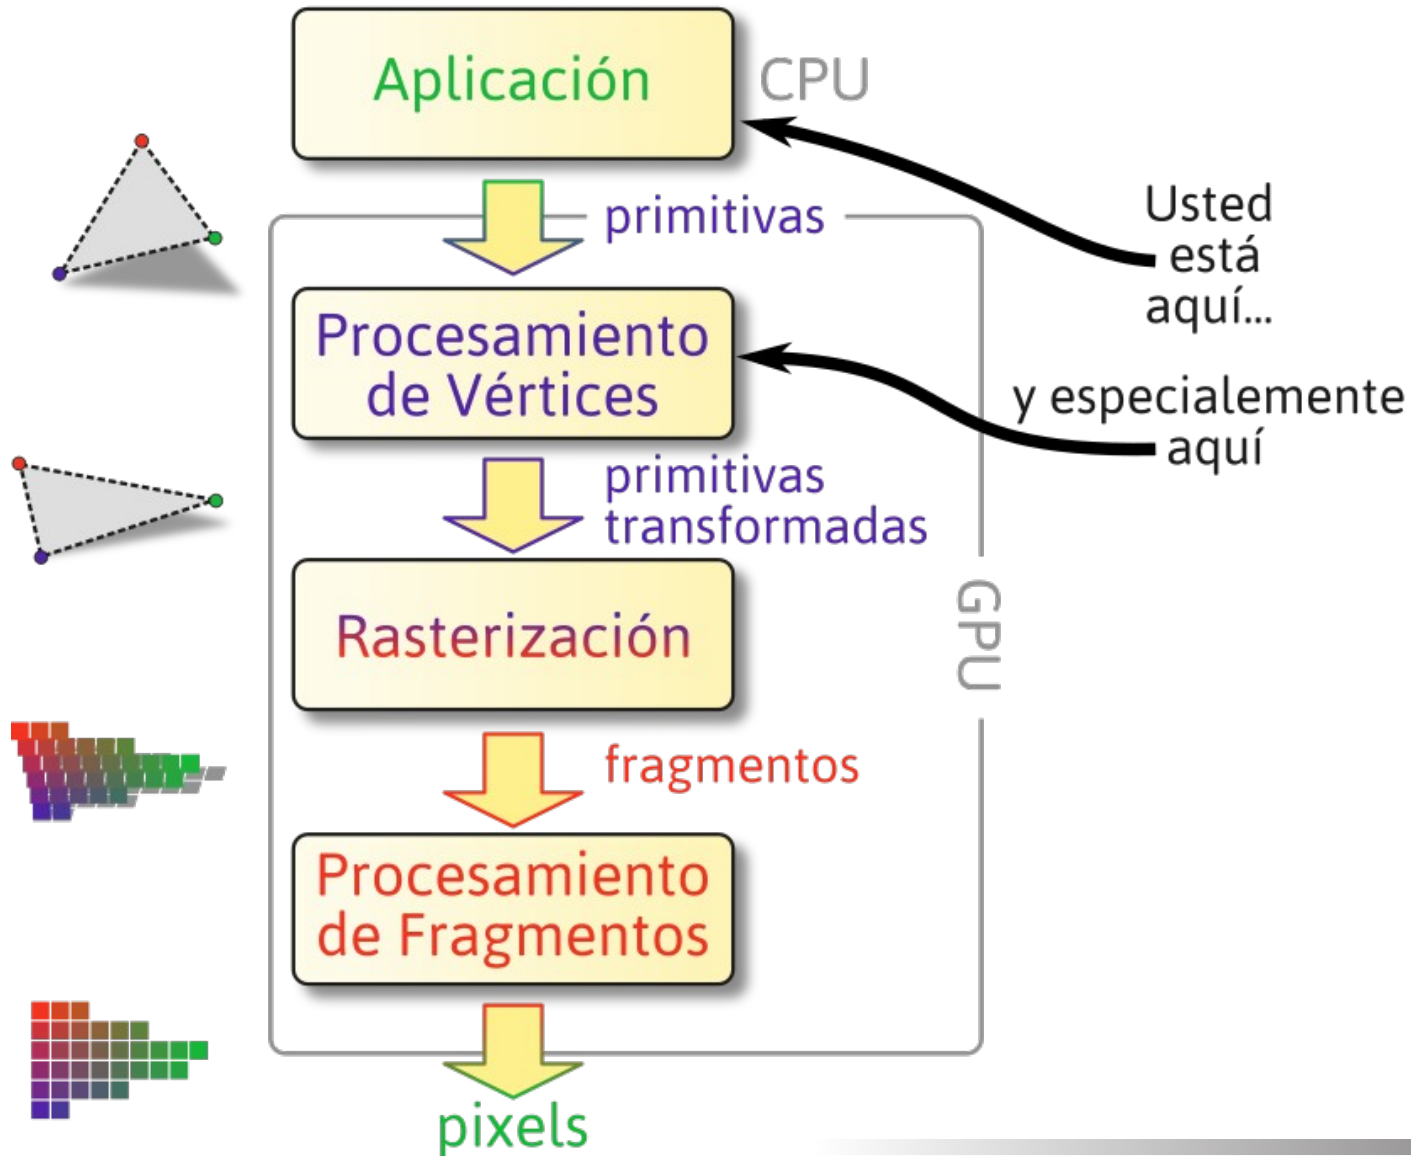 Aplicación
CPU
primitivas
Usted
está
aquí...
Procesamiento
de Vértices
y especialemente
aquí
primitivas
transformadas
Rasterización
GPU
fragmentos
Procesamiento
de Fragmentos
pixels